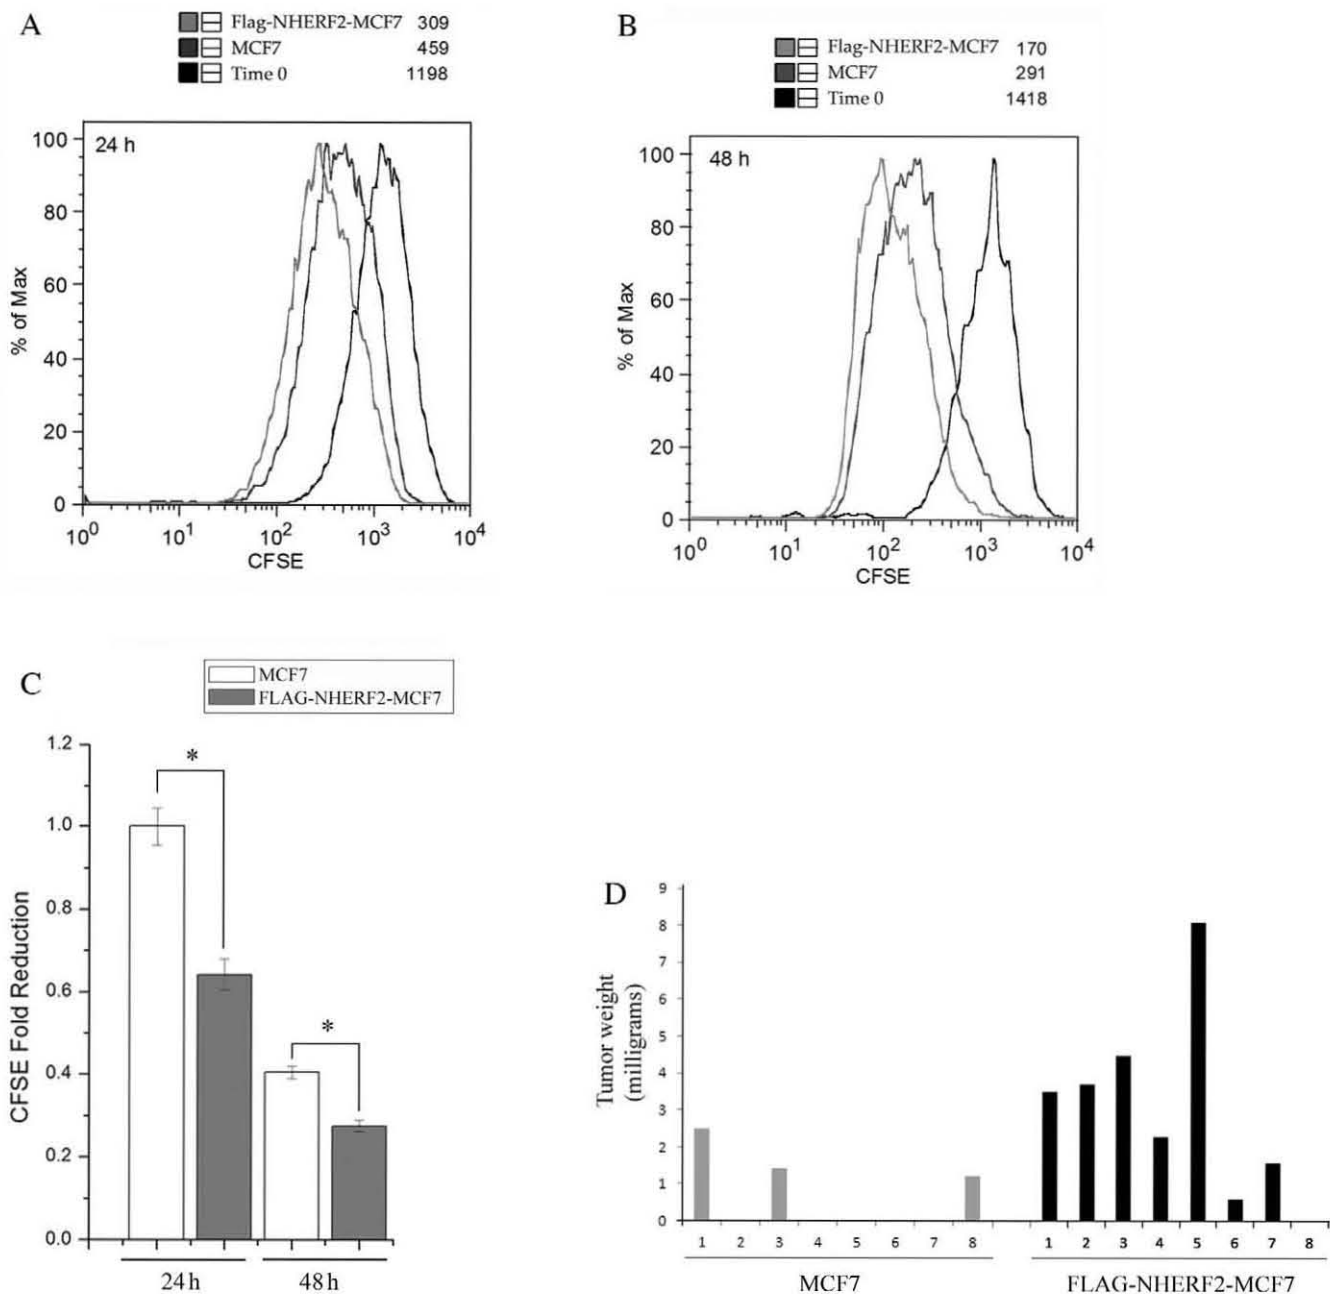 A
Flag-NHERF2-MCF7 309
MCF7 459
Time 0 1198
24 h
100
80
60
40
20
0
% of Max
10^0 10^1 10^2 10^3 10^4
CFSE
B
Flag-NHERF2-MCF7 170
MCF7 291
Time 0 1418
48 h
100
80
60
40
20
0
% of Max
10^0 10^1 10^2 10^3 10^4
CFSE
C
MCF7
FLAG-NHERF2-MCF7
1.2
1.0
0.8
0.6
0.4
0.2
0.0
CFSE Fold Reduction
*
*
24 h 48 h
D
9
8
7
6
5
4
3
2
1
0
Tumor weight
(milligrams)
1 2 3 4 5 6 7 8 1 2 3 4 5 6 7 8
MCF7 FLAG-NHERF2-MCF7